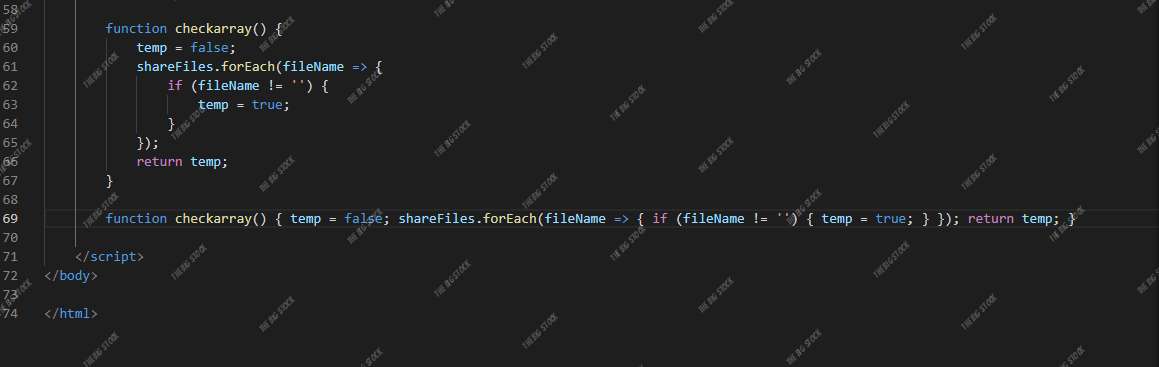 58
59 function checkarray() {
60 temp = false;
61 shareFiles.forEach(fileName => {
62 if (fileName != '') {
63 temp = true;
64 }
65 });
66 return temp;
67 }
68
69 function checkarray() { temp = false; shareFiles.forEach(fileName => { if (fileName != '') { temp = true; } }); return temp; }
70
71 </script>
72 </body>
73
74 </html>
THE BIG STOCK